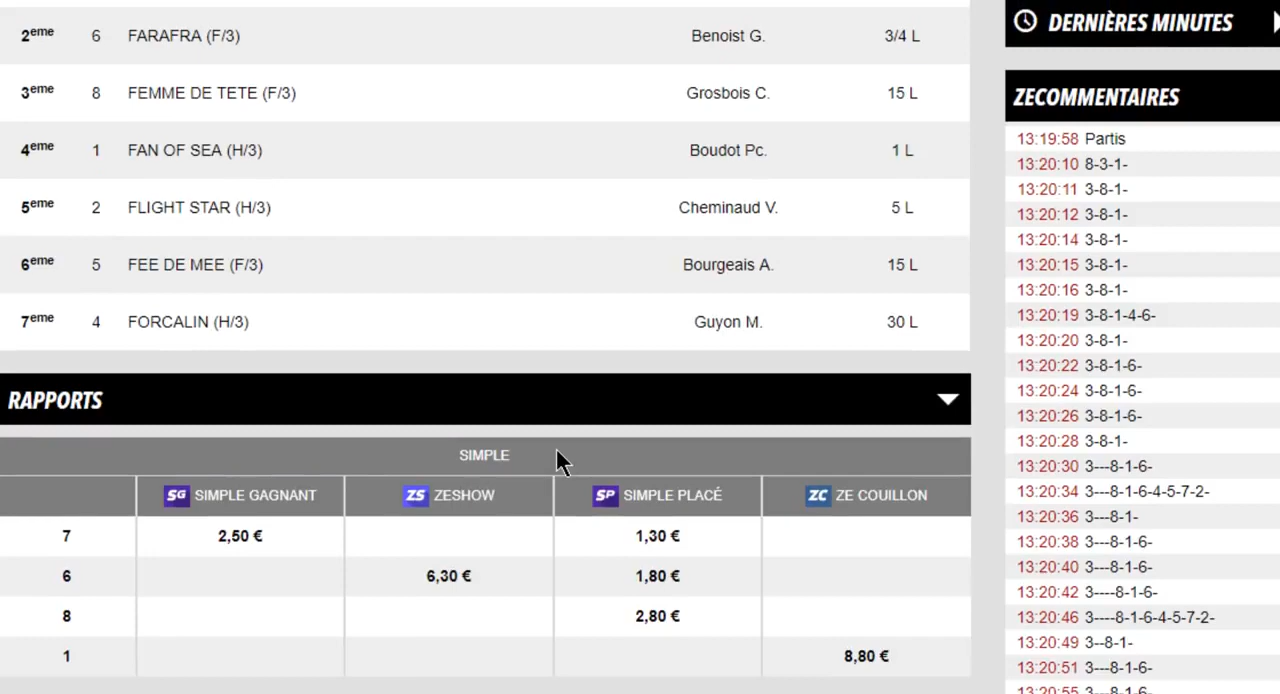 2eme 6 FARAFRA (F/3) Benoist G. 3/4 L
3eme 8 FEMME DE TETE (F/3) Grosbois C. 15 L
4eme 1 FAN OF SEA (H/3) Boudot Pc. 1 L
5eme 2 FLIGHT STAR (H/3) Cheminaud V. 5 L
6eme 5 FEE DE MEE (F/3) Bourgeais A. 15 L
7eme 4 FORCALIN (H/3) Guyon M. 30 L
RAPPORTS
SIMPLE
SG SIMPLE GAGNANT ZS ZESHOW SP SIMPLE PLACÉ ZC ZE COUILLON
7 2,50 € 1,30 €
6 6,30 € 1,80 €
8 2,80 €
1 8,80 €
DERNIÈRES MINUTES
ZECOMMENTAIRES
13:19:58 Partis
13:20:10 8-3-1-
13:20:11 3-8-1-
13:20:12 3-8-1-
13:20:14 3-8-1-
13:20:15 3-8-1-
13:20:16 3-8-1-
13:20:19 3-8-1-4-6-
13:20:20 3-8-1-
13:20:22 3-8-1-6-
13:20:24 3-8-1-6-
13:20:26 3-8-1-6-
13:20:28 3-8-1-
13:20:30 3---8-1-6-
13:20:34 3---8-1-6-4-5-7-2-
13:20:36 3---8-1-
13:20:38 3---8-1-6-
13:20:40 3---8-1-6-
13:20:42 3----8-1-6-
13:20:46 3----8-1-6-4-5-7-2-
13:20:49 3--8-1-
13:20:51 3---8-1-6-
13:20:55 3---8-1-6-